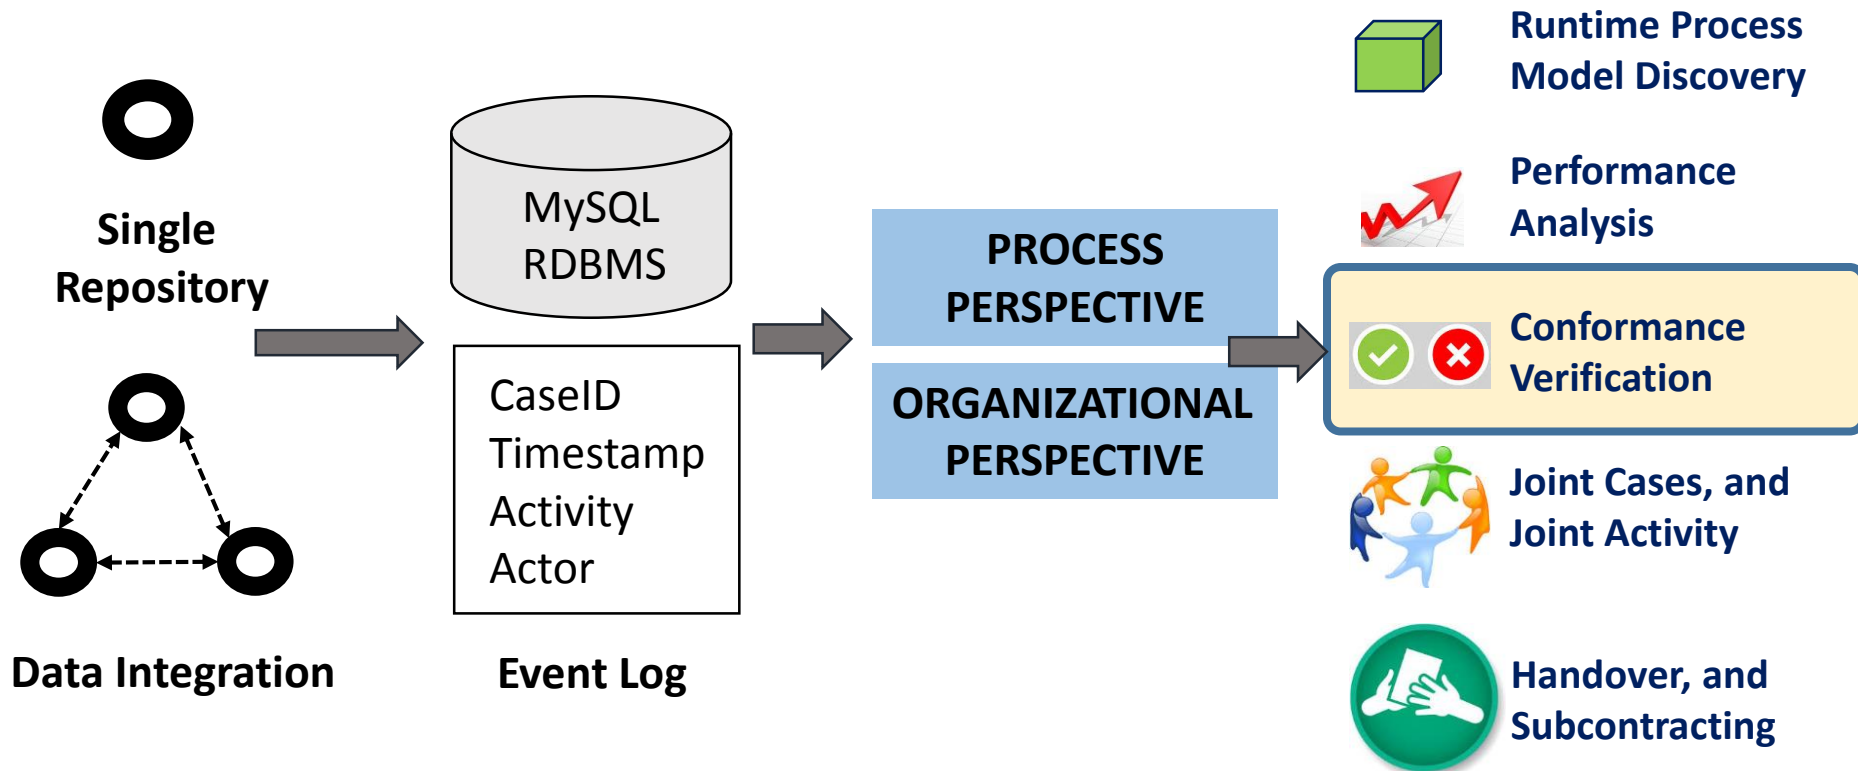 Single
Repository
Data Integration
MySQL
RDBMS
CaseID
Timestamp
Activity
Actor
Event Log
PROCESS
PERSPECTIVE
ORGANIZATIONAL
PERSPECTIVE
Runtime Process
Model Discovery
Performance
Analysis
Conformance
Verification
Joint Cases, and
Joint Activity
Handover, and
Subcontracting